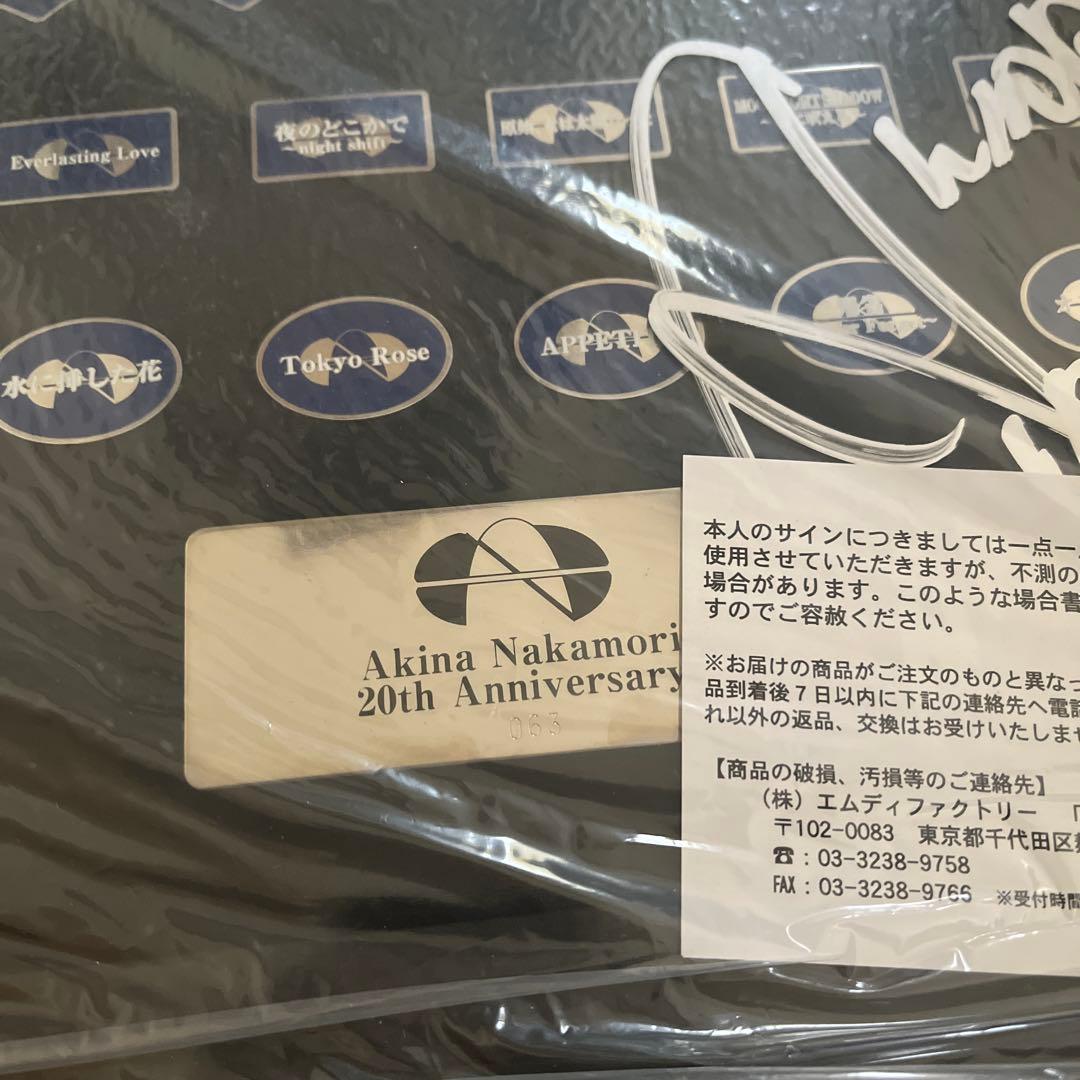 Everlasting Love
夜のどこかで
～night shift～
水に挿した花
Tokyo Rose
APPETI
Akina Nakamori
20th Anniversary
063
本人のサインにつきましては一点一
使用させていただきますが、不測の
場合があります。このような場合書
すのでご容赦ください。
※お届けの商品がご注文のものと異なっ
品到着後７日以内に下記の連絡先へ電話
れ以外の返品、交換はお受けいたしませ
【商品の破損、汚損等のご連絡先】
（株）エムディファクトリー 「
〒102-0083 東京都千代田区麹
☎：03-3238-9758
FAX：03-3238-9766 ※受付時間